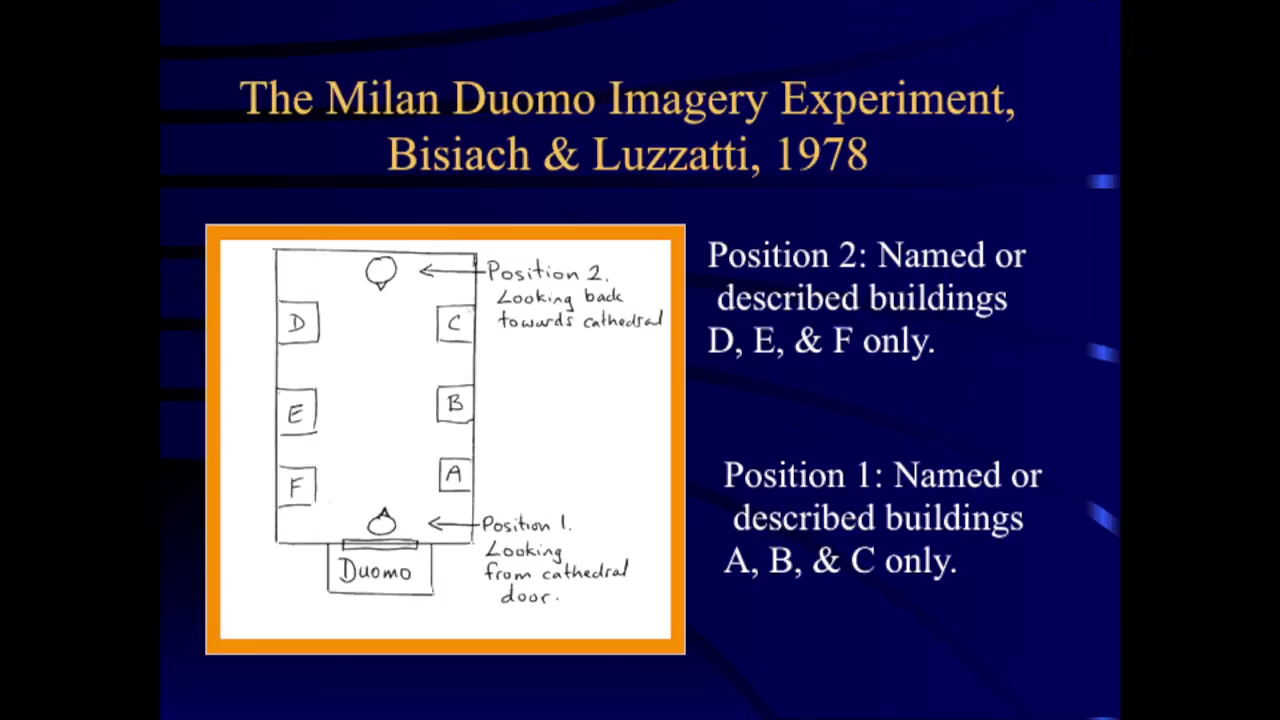 The Milan Duomo Imagery Experiment,
Bisiach & Luzzatti, 1978
Position 2.
Looking back
towards cathedral
D
C
E
B
F
A
Position 1.
Looking
from cathedral
door.
Duomo
Position 2: Named or
described buildings
D, E, & F only.
Position 1: Named or
described buildings
A, B, & C only.